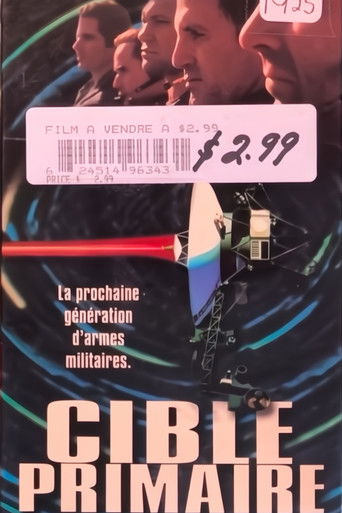 1925
FILM A VENDRE A $2.99
$2.99
6 24514 96343
PRICE $ 2.99
La prochaine
génération
d'armes
militaires.
CIBLE
PRIMAIRE